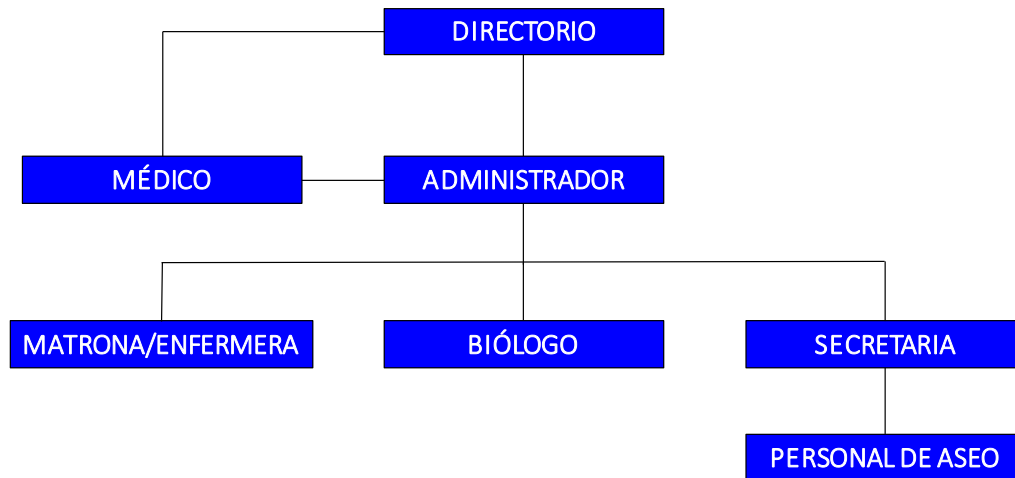 DIRECTORIO
MÉDICO
ADMINISTRADOR
MATRONA/ENFERMERA
BIÓLOGO
SECRETARIA
PERSONAL DE ASEO